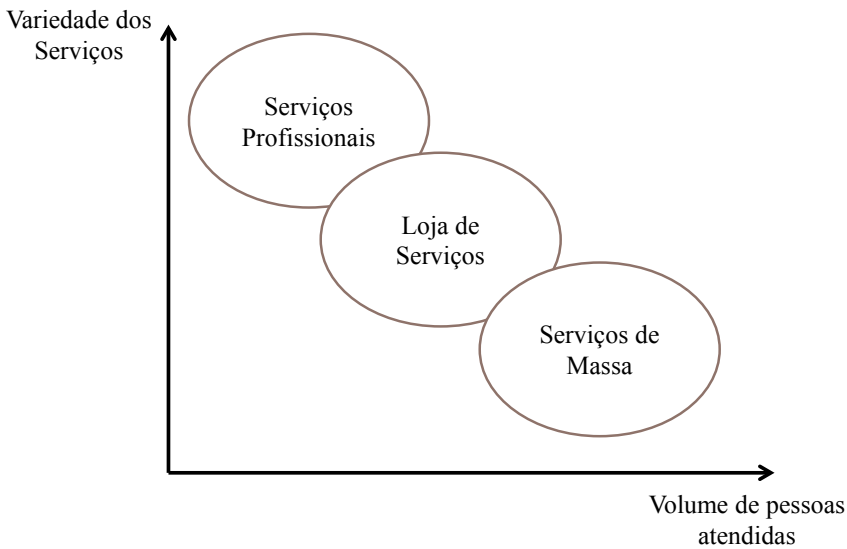 Variedade dos
Serviços
Serviços
Profissionais
Loja de
Serviços
Serviços de
Massa
Volume de pessoas
atendidas